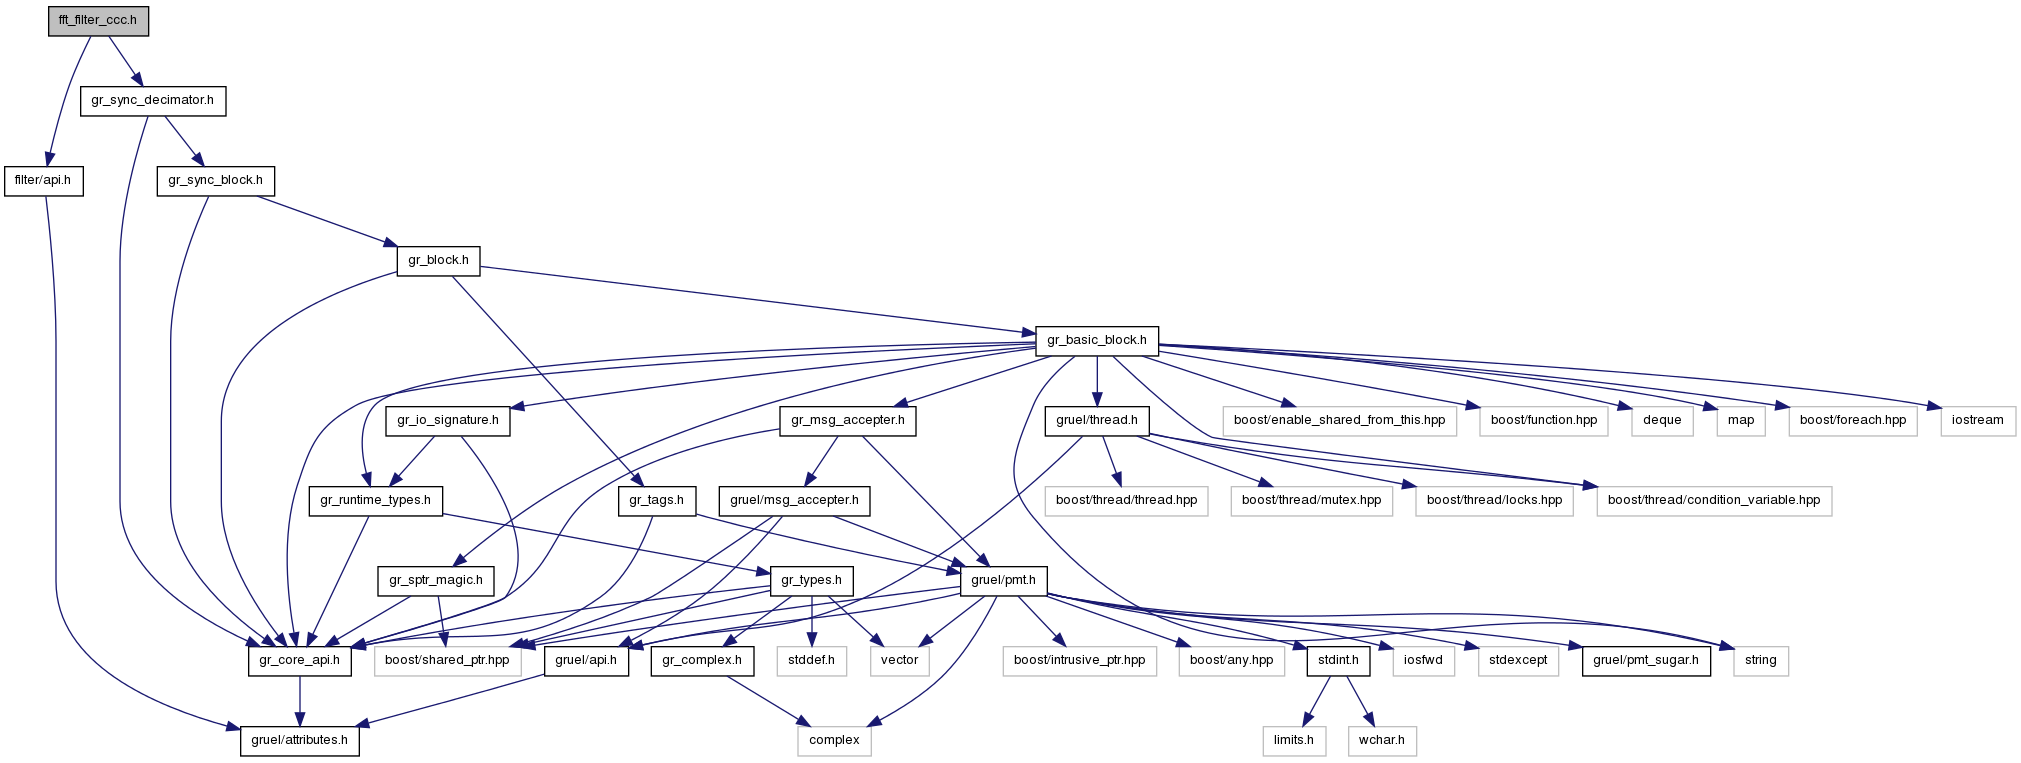 fft_filter_ccc.h
gr_sync_decimator.h
filter/api.h
gr_sync_block.h
gr_block.h
gr_basic_block.h
gr_io_signature.h
gr_msg_accepter.h
gruel/thread.h
boost/enable_shared_from_this.hpp
boost/function.hpp
deque
map
boost/foreach.hpp
iostream
gr_runtime_types.h
gr_tags.h
gruel/msg_accepter.h
boost/thread/thread.hpp
boost/thread/mutex.hpp
boost/thread/locks.hpp
boost/thread/condition_variable.hpp
gr_sptr_magic.h
gr_types.h
gruel/pmt.h
gr_core_api.h
boost/shared_ptr.hpp
gruel/api.h
gr_complex.h
stddef.h
vector
boost/intrusive_ptr.hpp
boost/any.hpp
stdint.h
iosfwd
stdexcept
gruel/pmt_sugar.h
string
gruel/attributes.h
complex
limits.h
wchar.h